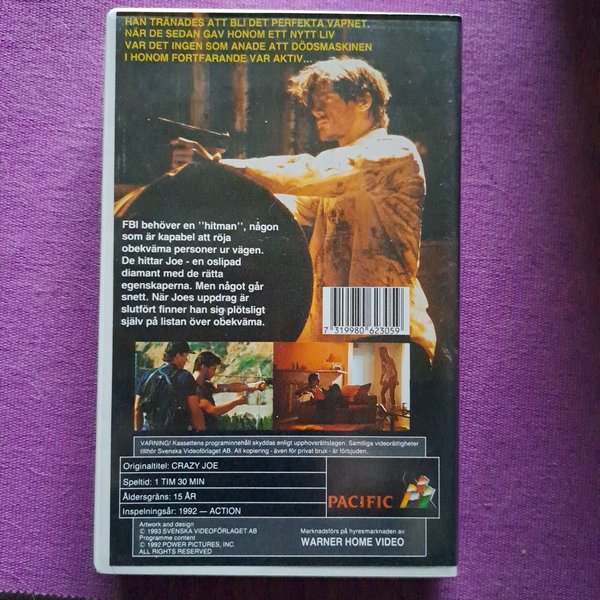 HAN TRÄNADES ATT BLI DET PERFEKTA VAPNET.
NÄR DE SEDAN GAV HONOM ETT NYTT LIV
VAR DET INGEN SOM ANADE ATT DÖDSMASKINEN
I HONOM FORTFARANDE VAR AKTIV....
FBI behöver en ''hitman'', någon
som är kapabel att röja
obekväma personer ur vägen.
De hittar Joe - en oslipad
diamant med de rätta
egenskaperna. Men något går
snett. När Joes uppdrag är
slutfört finner han sig plötsligt
själv på listan över obekväma.
7 319980 623059
VARNING! Kassettens programinnehåll skyddas enligt upphovsrättslagen. Samtliga videorättigheter
tillhör Svenska Videoförlaget AB. All kopiering - även för privat bruk - är förbjuden.
Originaltitel: CRAZY JOE
Speltid: 1 TIM 30 MIN
Åldersgräns: 15 ÅR
Inspelningsår: 1992 — ACTION
PACIFIC
Artwork and design
© 1993 SVENSKA VIDEOFÖRLAGET AB
Programme content
© 1992 POWER PICTURES, INC.
ALL RIGHTS RESERVED
Marknadsförs på hyresmarknaden av
WARNER HOME VIDEO